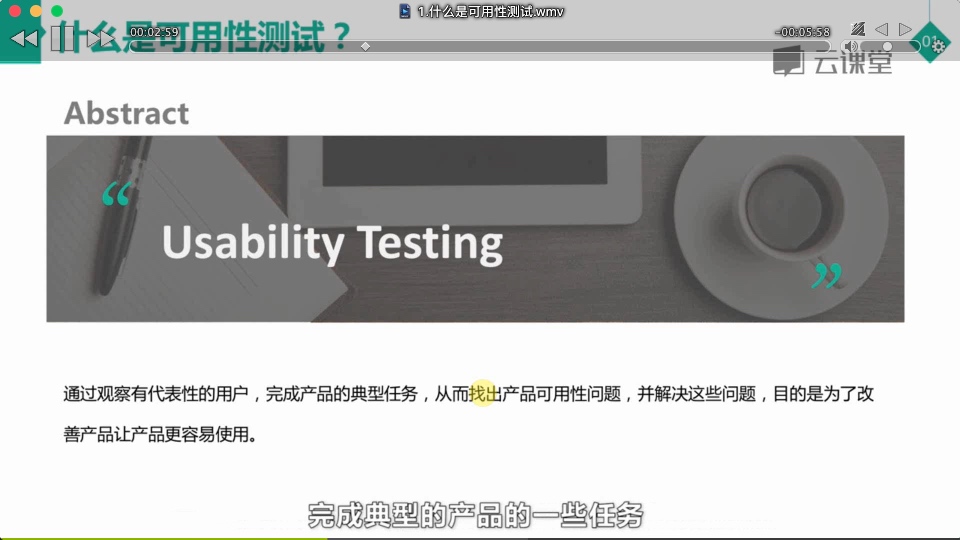 1.什么是可用性测试.wmv
00:02:59
-00:05:58
什么是可用性测试？
01
云课堂
Abstract
“
Usability Testing
”
通过观察有代表性的用户，完成产品的典型任务，从而找出产品可用性问题，并解决这些问题，目的是为了改
善产品让产品更容易使用。
完成典型的产品的一些任务